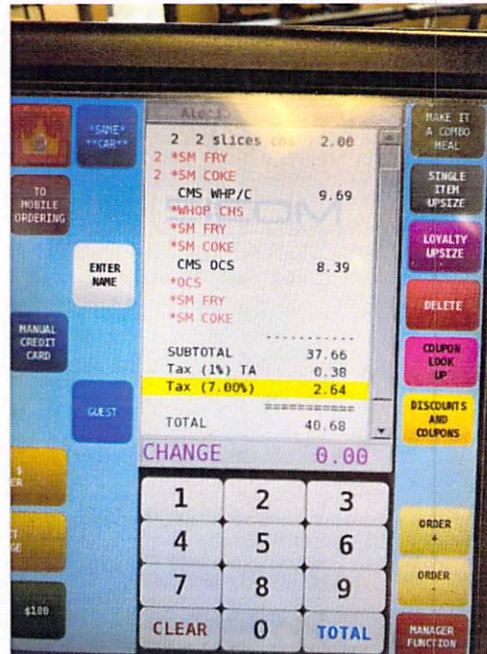 *SAME*
**CAR**
TO
MOBILE
ORDERING
ENTER
NAME
MANUAL
CREDIT
CARD
GUEST
$
ER
GE
$100
2 2 slices chs 2.00
2 *SM FRY
2 *SM COKE
CMS WHP/C 9.69
*WHOP CHS
*SM FRY
*SM COKE
CMS OCS 8.39
*OCS
*SM FRY
*SM COKE
SUBTOTAL 37.66
Tax (1%) TA 0.38
Tax (7.00%) 2.64
TOTAL 40.68
CHANGE 0.00
1 2 3
4 5 6
7 8 9
CLEAR 0 TOTAL
MAKE IT
A COMBO
MEAL
SINGLE
ITEM
UPSIZE
LOYALTY
UPSIZE
DELETE
COUPON
LOOK
UP
DISCOUNTS
AND
COUPONS
ORDER
+
ORDER
-
MANAGER
FUNCTION